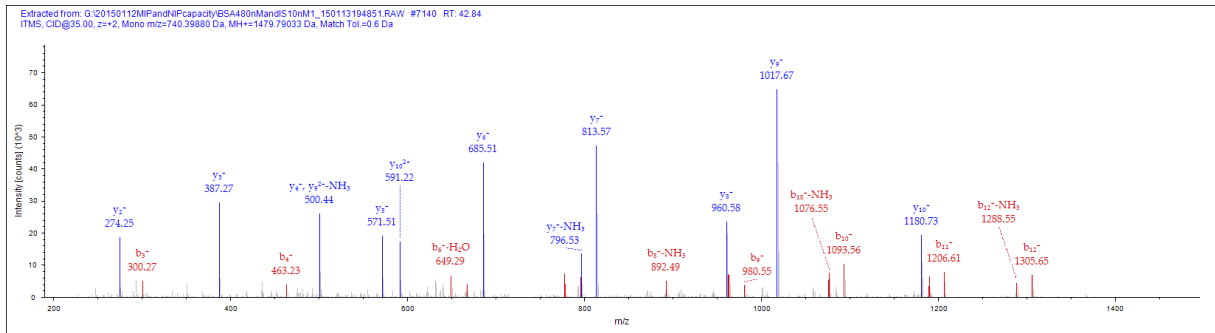 Extracted from: G:\20150112MIPandNIPcapacity\BSA480nMandIS10nM1_150113194851.RAW #7140 RT: 42.84
ITMS, CID@35.00, z=+2, Mono m/z=740.39880 Da, MH+=1479.79033 Da, Match Tol.=0.6 Da
y₉⁺
1017.67
y₇⁺
813.57
y₆⁺
685.51
y₃⁺
387.27
y₁₀²⁺
591.22
y₄⁺, y₉²⁺-NH₃
500.44
y₂⁺
274.25
y₅⁺
571.51
y₈⁺
960.58
y₁₀⁺
1180.73
y₇⁺-NH₃
796.53
b₃⁺
300.27
b₄⁺
463.23
b₆⁺-H₂O
649.29
b₈⁺-NH₃
892.49
b₉⁺
980.55
b₁₀⁺-NH₃
1076.55
b₁₀⁺
1093.56
b₁₁⁺
1206.61
b₁₂⁺-NH₃
1288.55
b₁₂⁺
1305.65
Intensity [counts] (10^3)
70
60
50
40
30
20
10
0
200 400 600 800 1000 1200 1400
m/z